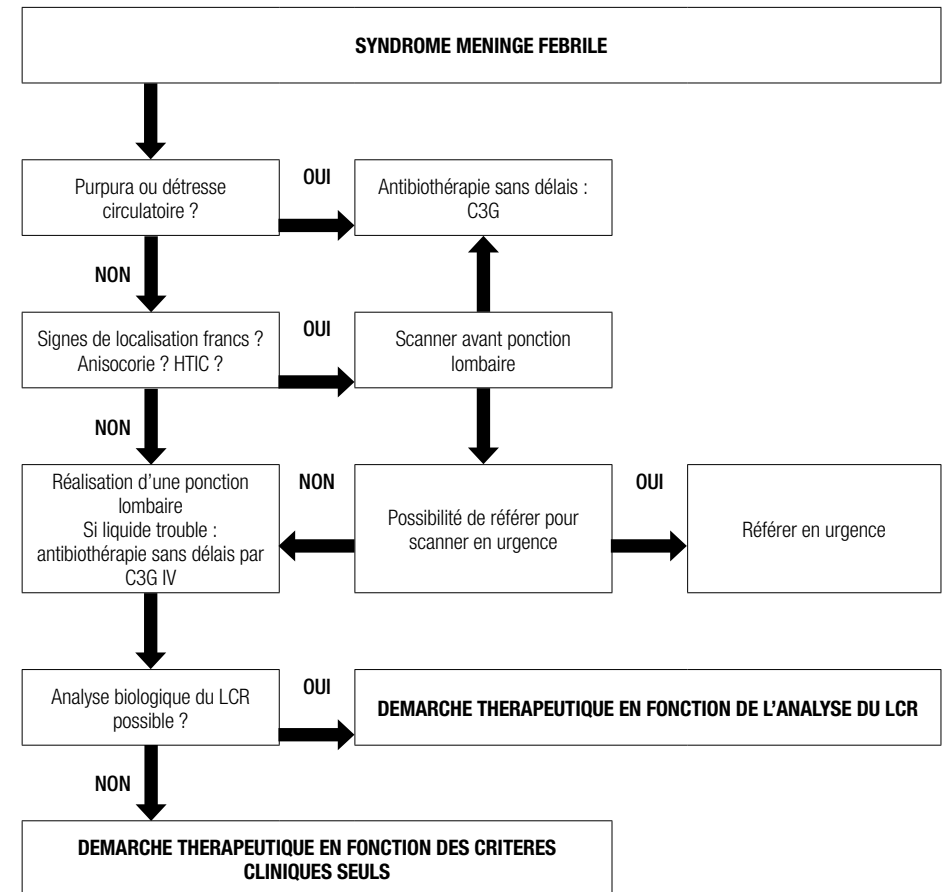 SYNDROME MENINGE FEBRILE
Purpura ou détresse
circulatoire ?
OUI
Antibiothérapie sans délais :
C3G
NON
Signes de localisation francs ?
Anisocorie ? HTIC ?
OUI
Scanner avant ponction
lombaire
NON
Réalisation d’une ponction
lombaire
Si liquide trouble :
antibiothérapie sans délais par
C3G IV
NON
Possibilité de référer pour
scanner en urgence
OUI
Référer en urgence
Analyse biologique du LCR
possible ?
OUI
DEMARCHE THERAPEUTIQUE EN FONCTION DE L’ANALYSE DU LCR
NON
DEMARCHE THERAPEUTIQUE EN FONCTION DES CRITERES
CLINIQUES SEULS